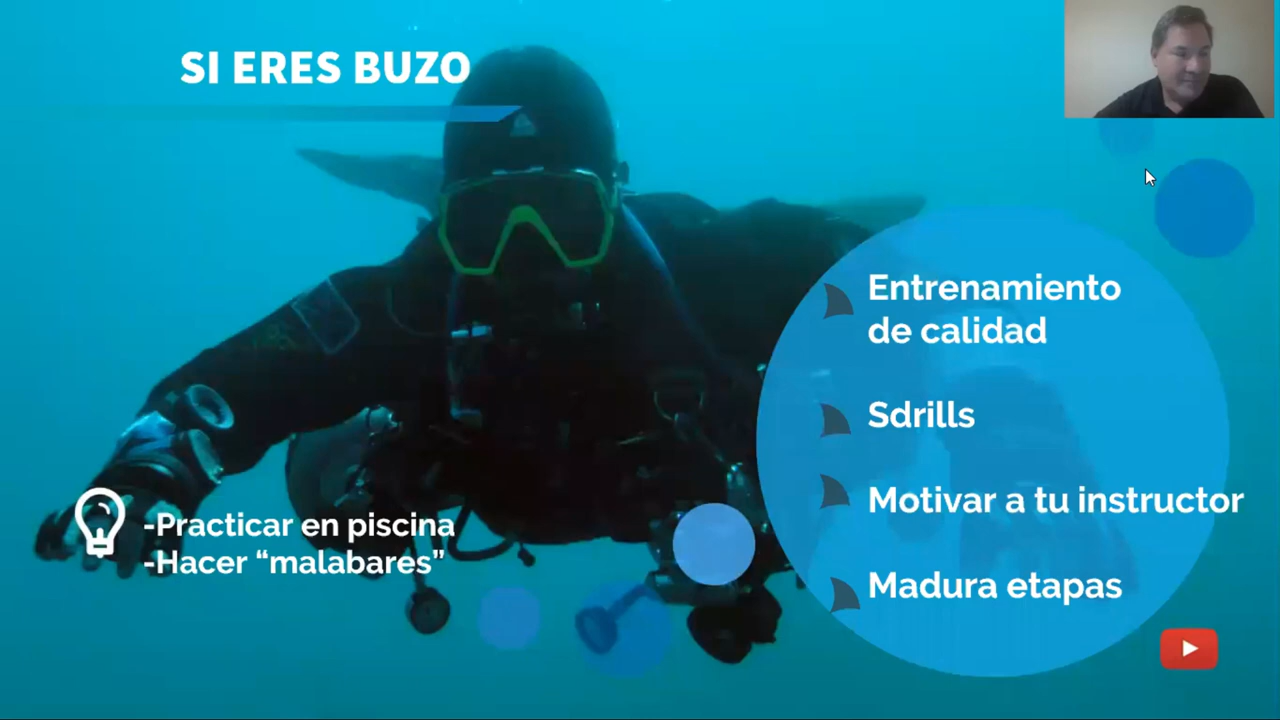 SI ERES BUZO
Entrenamiento
de calidad
Sdrills
Motivar a tu instructor
Madura etapas
-Practicar en piscina
-Hacer “malabares”